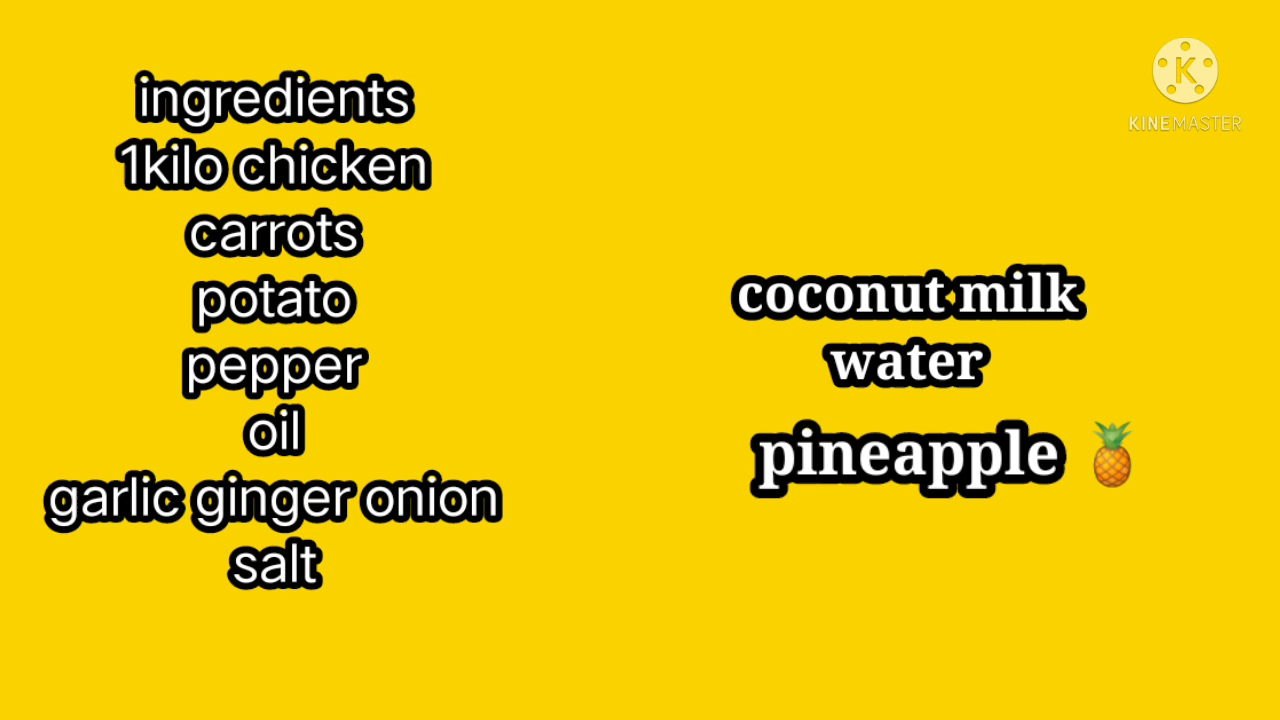 ingredients
1kilo chicken
carrots
potato
pepper
oil
garlic ginger onion
salt
coconut milk
water
pineapple 🍍
K
KINEMASTER